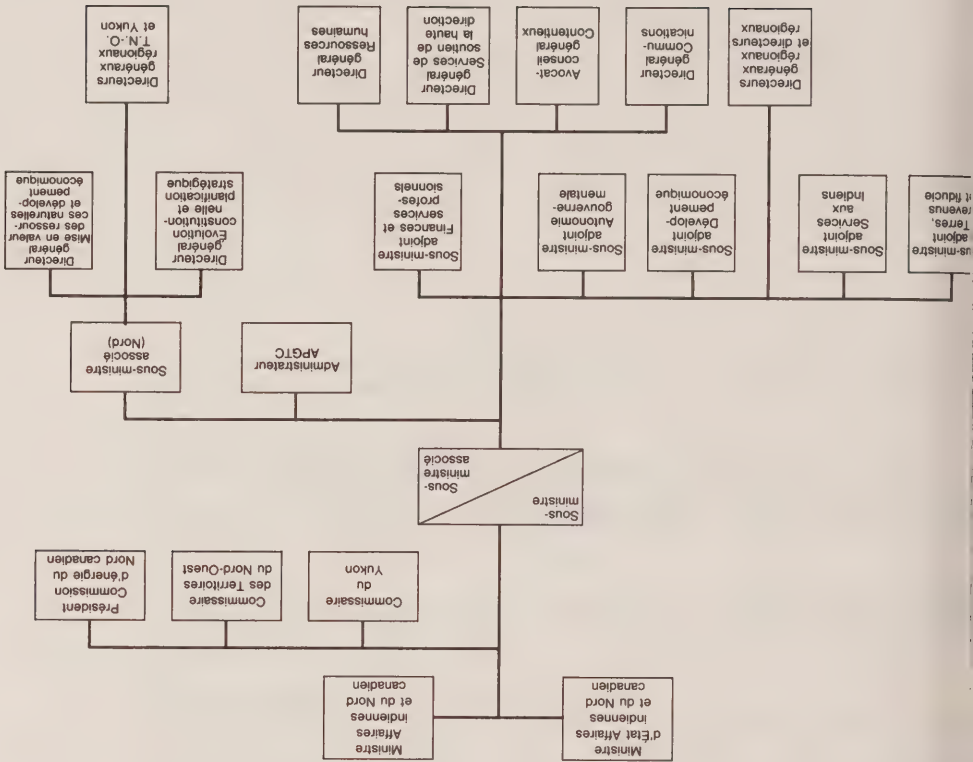 Ministre
d'État Affaires
indiennes
et du Nord
canadien
Ministre
Affaires
indiennes
et du Nord
canadien
Commissaire
du
Yukon
Commissaire
des Territoires
du Nord-Ouest
Président
Commission
d'énergie du
Nord canadien
Sous-
ministre
Sous-
ministre
associé
Administrateur
APGTC
Sous-ministre
associé
(Nord)
adjoint
Terres,
revenus
fiducie
Sous-ministre
adjoint
Services
aux
Indiens
Sous-ministre
adjoint
Dévelop-
pement
économique
Sous-ministre
adjoint
Autonomie
gouverne-
mentale
Sous-ministre
adjoint
Finances et
services
profes-
sionnels
Directeur
général
Évolution
constitution-
nelle et
planification
stratégique
Directeur
général
Mise en valeur
des ressour-
ces naturelles
et dévelop-
pement
économique
Directeurs
généraux
régionaux
et directeurs
régionaux
Directeur
général
Commu-
nications
Avocat-
conseil
général
Contentieux
Directeur
général
Services de
soutien de
la haute
direction
Directeur
général
Ressources
humaines
Directeurs
généraux
régionaux
T.N.-O.
et Yukon